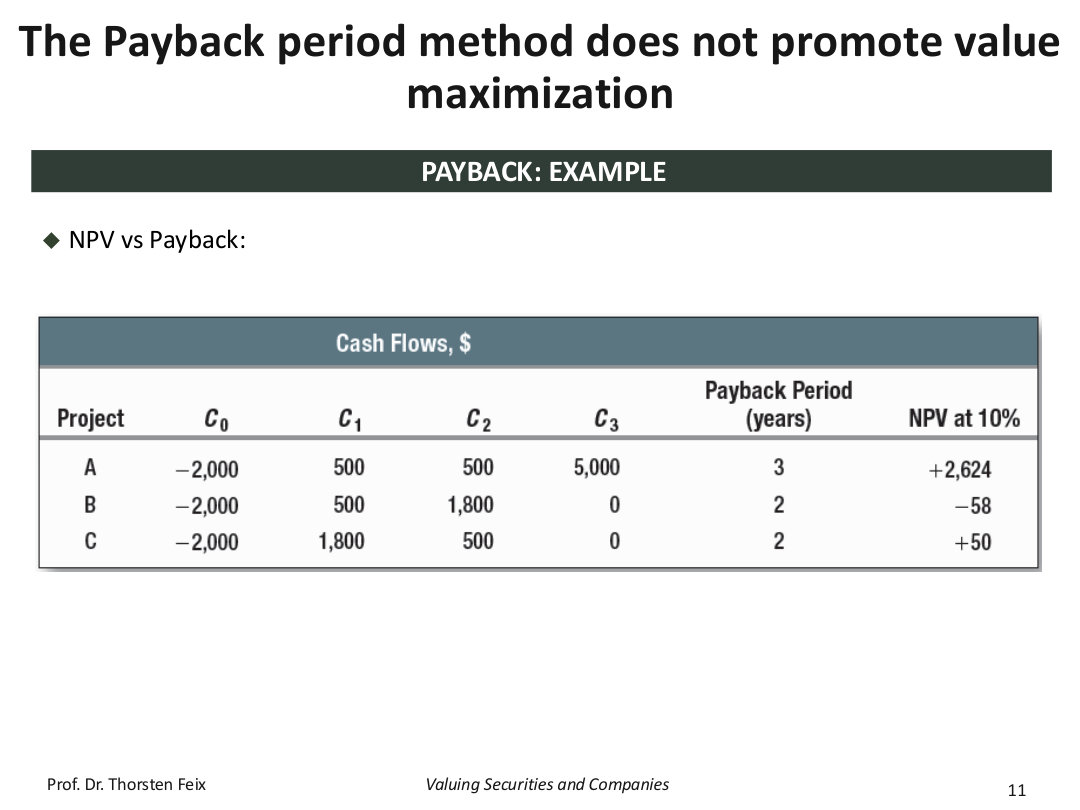 The Payback period method does not promote value
maximization
PAYBACK: EXAMPLE
◆ NPV vs Payback:
Cash Flows, $
Project C₀ C₁ C₂ C₃ Payback Period (years) NPV at 10%
A −2,000 500 500 5,000 3 +2,624
B −2,000 500 1,800 0 2 −58
C −2,000 1,800 500 0 2 +50
Prof. Dr. Thorsten Feix Valuing Securities and Companies 11